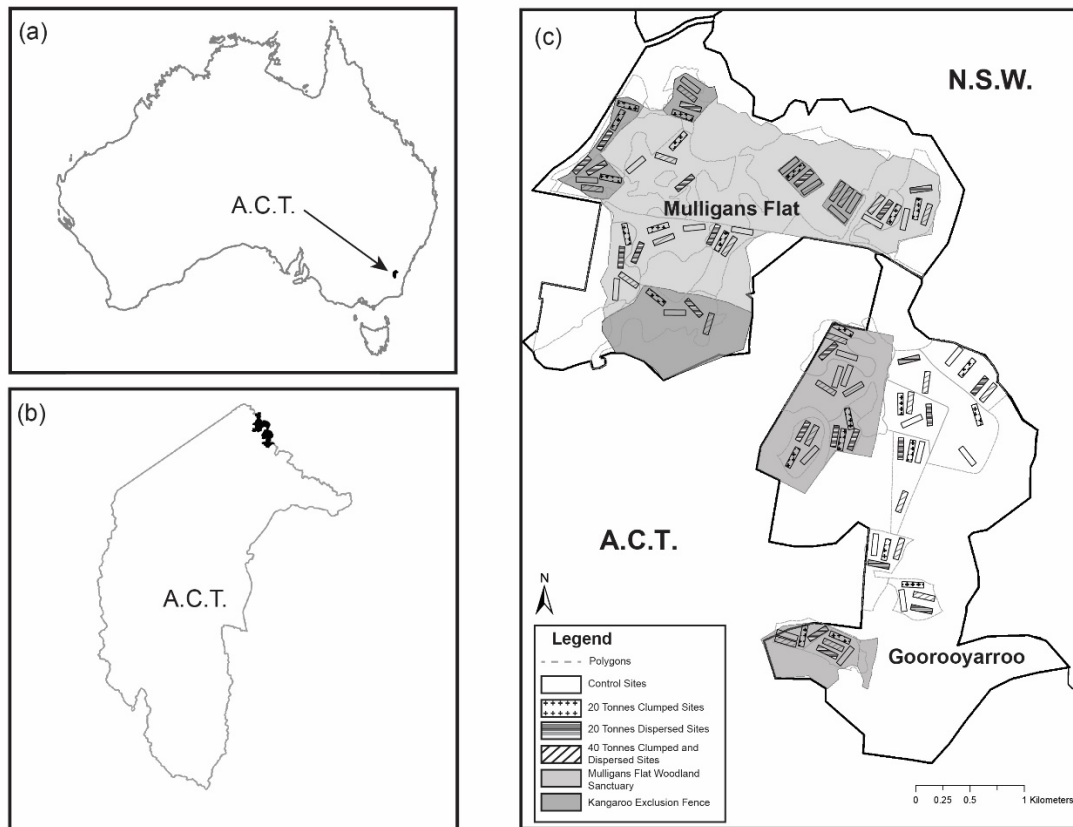 (a)
A.C.T.
(b)
A.C.T.
(c)
N.S.W.
Mulligans Flat
A.C.T.
N
Goorooyarroo
Legend
Polygons
Control Sites
20 Tonnes Clumped Sites
20 Tonnes Dispersed Sites
40 Tonnes Clumped and
Dispersed Sites
Mulligans Flat Woodland
Sanctuary
Kangaroo Exclusion Fence
0 0.25 0.5 1 Kilometers